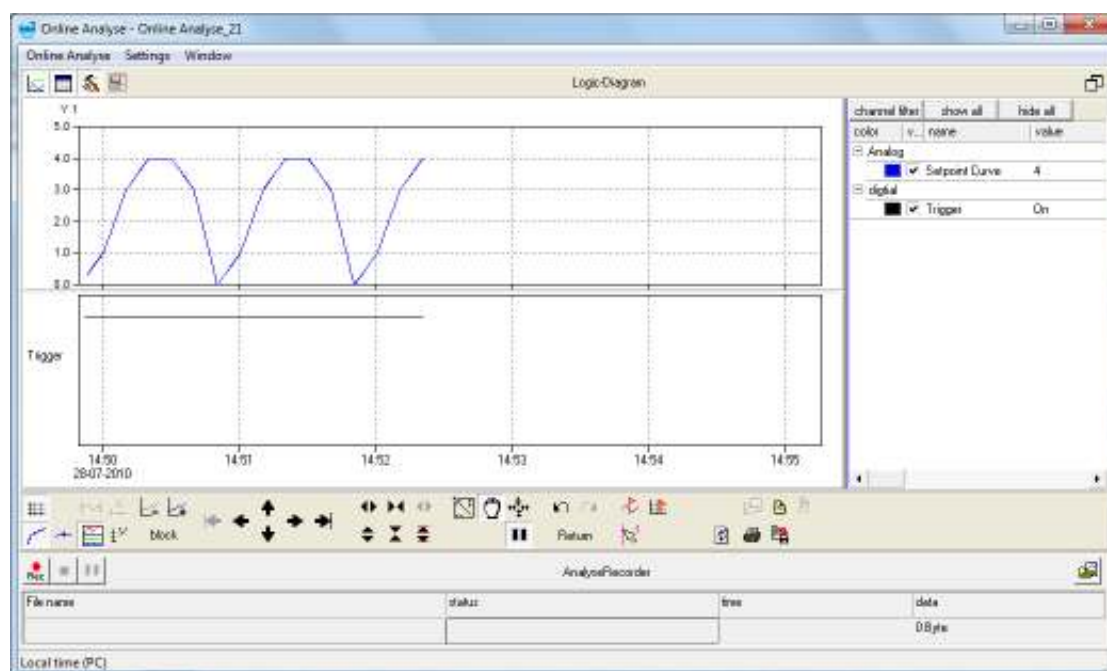 Online Analyse - Online Analyse_21
Online Analyse Settings Window
Logic-Diagram
Y 1
channel filter show all hide all
color v... name value
Analog
Setpoint Curve 4
digital
Trigger On
5.0
4.0
3.0
2.0
1.0
0.0
Trigger
14:50 14:51 14:52 14:53 14:54 14:55
28-07-2010
block
Return
Rec
AnalyseRecorder
File name status time data
0 Byte
Local time (PC)